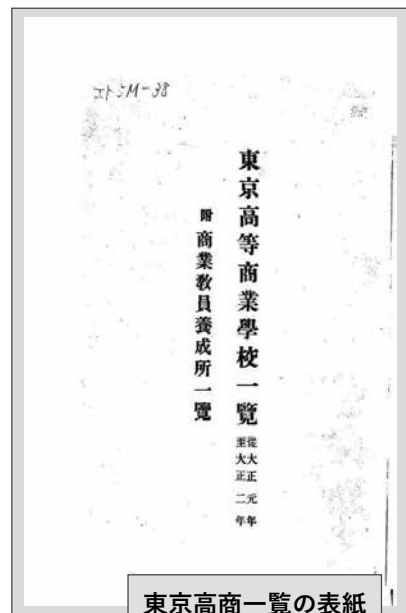 東京高等商業學校一覽
從大正元年
至大正二年
附 商業敎員養成所一覽
東京高商一覧の表紙